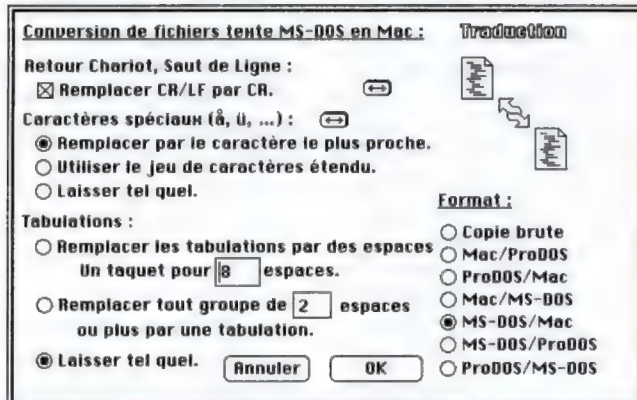 Conversion de fichiers texte MS-DOS en Mac :
Traduction
Retour Chariot, Saut de Ligne :
Remplacer CR/LF par CR.
Caractères spéciaux (å, ü, ...) :
Remplacer par le caractère le plus proche.
Utiliser le jeu de caractères étendu.
Laisser tel quel.
Tabulations :
Remplacer les tabulations par des espaces
Un taquet pour 8 espaces.
Remplacer tout groupe de 2 espaces
ou plus par une tabulation.
Laisser tel quel.
Annuler
OK
Format :
Copie brute
Mac/ProDOS
ProDOS/Mac
Mac/MS-DOS
MS-DOS/Mac
MS-DOS/ProDOS
ProDOS/MS-DOS